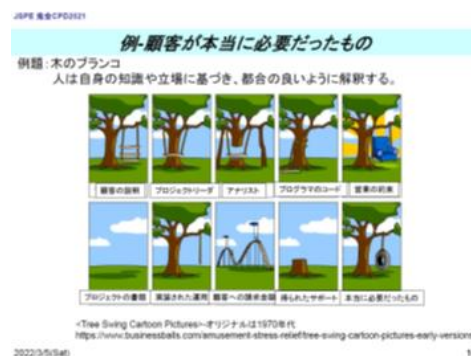 JSPE 鳥金CPD2021
例-顧客が本当に必要だったもの
例題:木のブランコ
人は自身の知識や立場に基づき、都合の良いように解釈する。
顧客の説明 プロジェクトリーダ アナリスト プログラマのコード 営業の約束
プロジェクトの書類 実装された運用 顧客への請求金額 得られたサポート 本当に必要だったもの
<Tree Swing Cartoon Pictures>オリジナルは1970年代
https://www.businessballs.com/amusement-stress-relief/tree-swing-cartoon-pictures-early-versions
2022/3/5(Sat)